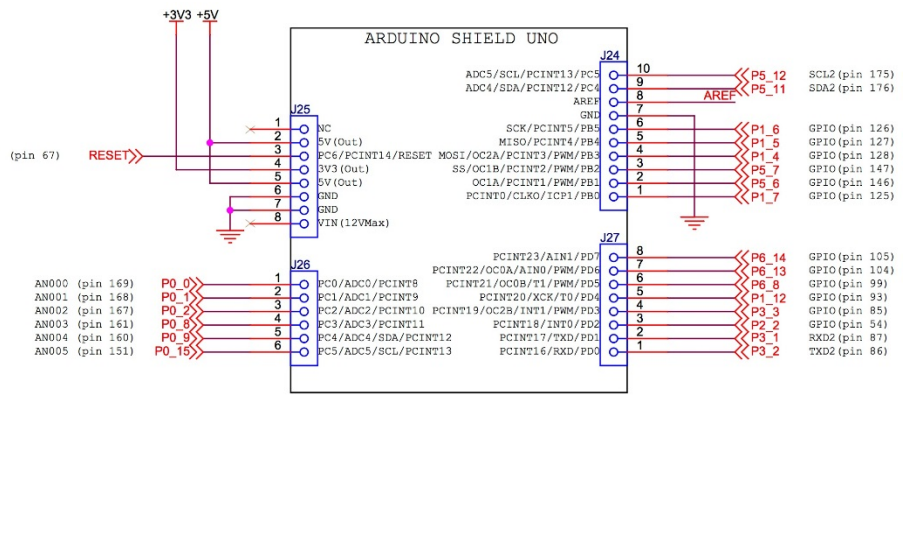 +3V3 +5V
ARDUINO SHIELD UNO
J24
ADC5/SCL/PCINT13/PC5 10 P5_12 SCL2(pin 175)
ADC4/SDA/PCINT12/PC4 9 P5_11 SDA2(pin 176)
AREF 8 AREF
GND 7
SCK/PCINT5/PB5 6 P1_6 GPIO(pin 126)
MISO/PCINT4/PB4 5 P1_5 GPIO(pin 127)
MOSI/OC2A/PCINT3/PWM/PB3 4 P1_4 GPIO(pin 128)
SS/OC1B/PCINT2/PWM/PB2 3 P5_7 GPIO(pin 147)
OC1A/PCINT1/PWM/PB1 2 P5_6 GPIO(pin 146)
PCINT0/CLKO/ICP1/PB0 1 P1_7 GPIO(pin 125)
J25
1 NC
2 5V(Out)
(pin 67) RESET 3 PC6/PCINT14/RESET
4 3V3(Out)
5 5V(Out)
6 GND
7 GND
8 VIN(12VMax)
J27
PCINT23/AIN1/PD7 8 P6_14 GPIO(pin 105)
PCINT22/OC0A/AIN0/PWM/PD6 7 P6_13 GPIO(pin 104)
PCINT21/OC0B/T1/PWM/PD5 6 P6_8 GPIO(pin 99)
PCINT20/XCK/T0/PD4 5 P1_12 GPIO(pin 93)
PCINT19/OC2B/INT1/PWM/PD3 4 P3_3 GPIO(pin 85)
PCINT18/INT0/PD2 3 P2_2 GPIO(pin 54)
PCINT17/TXD/PD1 2 P3_1 RXD2(pin 87)
PCINT16/RXD/PD0 1 P3_2 TXD2(pin 86)
J26
AN000 (pin 169) P0_0 1 PC0/ADC0/PCINT8
AN001 (pin 168) P0_1 2 PC1/ADC1/PCINT9
AN002 (pin 167) P0_2 3 PC2/ADC2/PCINT10
AN003 (pin 161) P0_8 4 PC3/ADC3/PCINT11
AN004 (pin 160) P0_9 5 PC4/ADC4/SDA/PCINT12
AN005 (pin 151) P0_15 6 PC5/ADC5/SCL/PCINT13